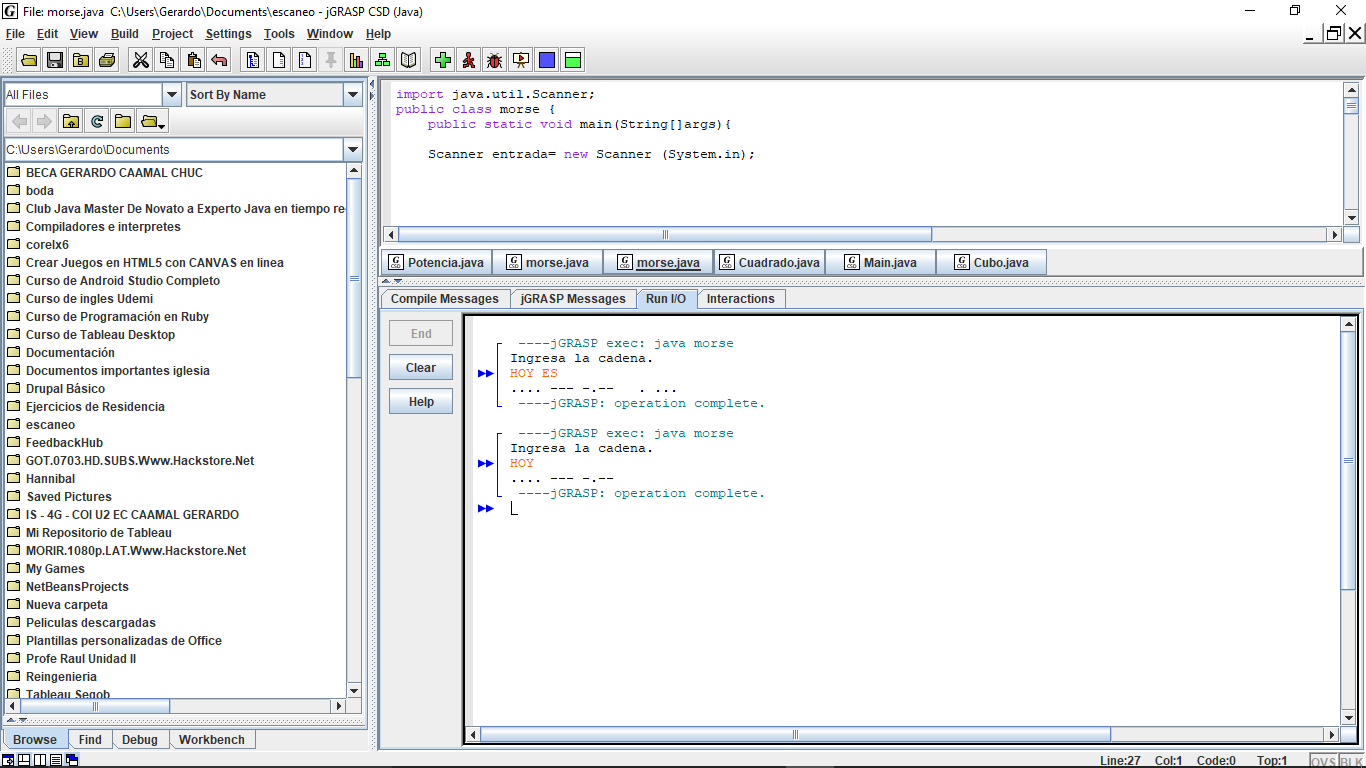 File: morse.java  C:\Users\Gerardo\Documents\escaneo - jGRASP CSD (Java)
File Edit View Build Project Settings Tools Window Help
All Files
Sort By Name
C:\Users\Gerardo\Documents
BECA GERARDO CAAMAL CHUC
boda
Club Java Master De Novato a Experto Java en tiempo re
Compiladores e interpretes
corelx6
Crear Juegos en HTML5 con CANVAS en linea
Curso de Android Studio Completo
Curso de ingles Udemi
Curso de Programación en Ruby
Curso de Tableau Desktop
Documentación
Documentos importantes iglesia
Drupal Básico
Ejercicios de Residencia
escaneo
FeedbackHub
GOT.0703.HD.SUBS.Www.Hackstore.Net
Hannibal
Saved Pictures
IS - 4G - COI U2 EC CAAMAL GERARDO
Mi Repositorio de Tableau
MORIR.1080p.LAT.Www.Hackstore.Net
My Games
NetBeansProjects
Nueva carpeta
Peliculas descargadas
Plantillas personalizadas de Office
Profe Raul Unidad II
Reingenieria
Tableau Segob
Browse Find Debug Workbench
import java.util.Scanner;
public class morse {
    public static void main(String[]args){
    Scanner entrada= new Scanner (System.in);
Potencia.java morse.java morse.java Cuadrado.java Main.java Cubo.java
Compile Messages jGRASP Messages Run I/O Interactions
End
Clear
Help
 ----jGRASP exec: java morse
Ingresa la cadena.
HOY ES
.... --- -.--   . ...
 ----jGRASP: operation complete.
 ----jGRASP exec: java morse
Ingresa la cadena.
HOY
.... --- -.--
 ----jGRASP: operation complete.
Line:27 Col:1 Code:0 Top:1 OVS BLK